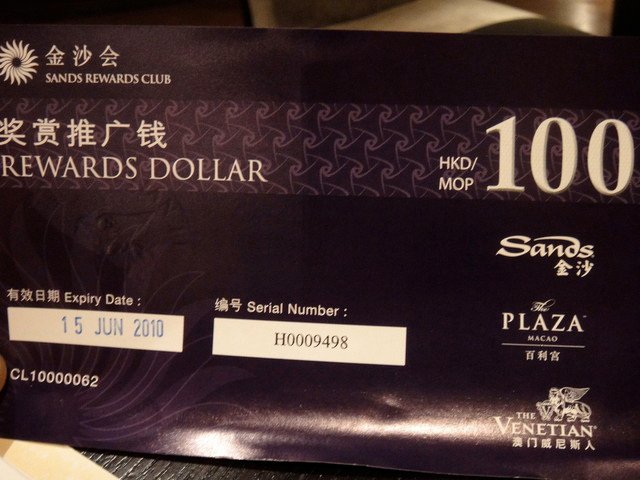 金沙会
SANDS REWARDS CLUB
奖赏推广钱
REWARDS DOLLAR
HKD/
MOP
100
Sands
金沙
有效日期 Expiry Date :
15 JUN 2010
编号 Serial Number :
H0009498
The
PLAZA™
MACAO
百利宫
CL10000062
THE
VENETIAN®
澳门威尼斯人